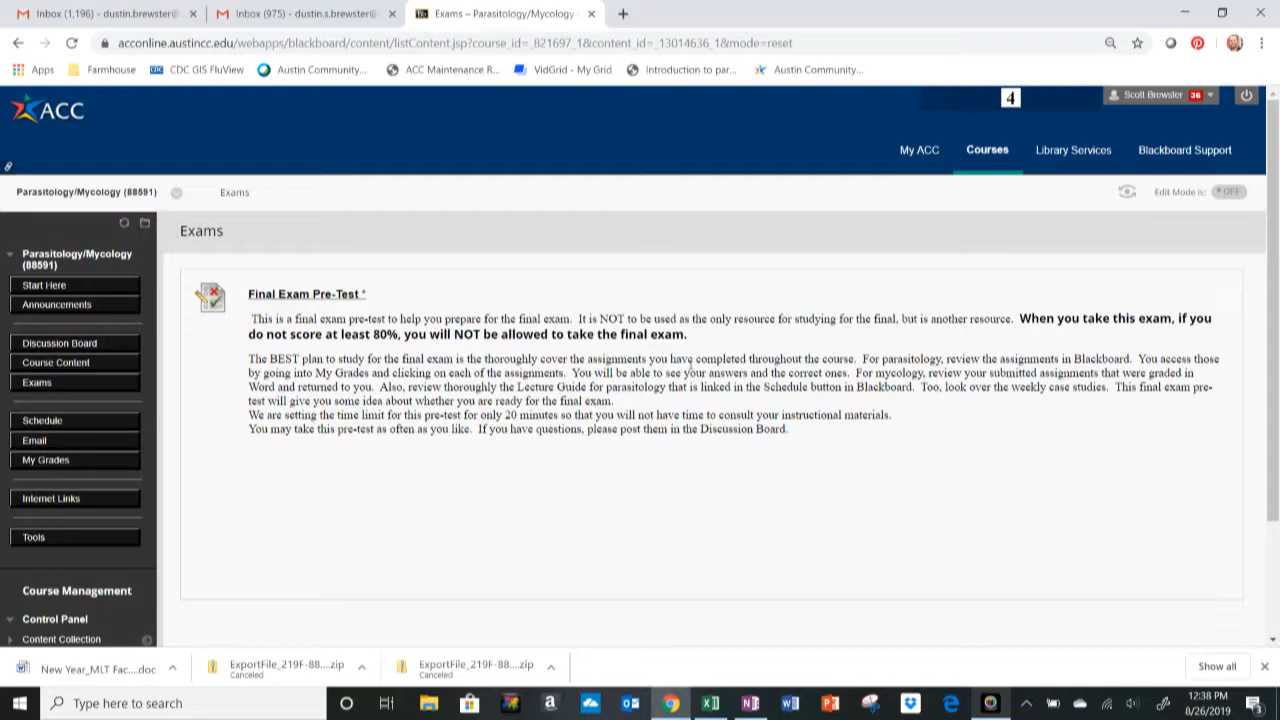 Inbox (1,196) - dustin.brewster@
Inbox (975) - dustin.s.brewster@
Exams – Parasitology/Mycology
acconline.austincc.edu/webapps/blackboard/content/listContent.jsp?course_id=_821697_1&content_id=_13014636_1&mode=reset
Apps
Farmhouse
CDC GIS FluView
Austin Community...
ACC Maintenance R...
VidGrid - My Grid
Introduction to par...
Austin Community...
ACC
4
Scott Brewster 36
My ACC
Courses
Library Services
Blackboard Support
Parasitology/Mycology (88591)
Exams
Edit Mode is: OFF
Parasitology/Mycology
(88591)
Start Here
Announcements
Discussion Board
Course Content
Exams
Schedule
Email
My Grades
Internet Links
Tools
Course Management
Control Panel
Content Collection
Exams
Final Exam Pre-Test *
This is a final exam pre-test to help you prepare for the final exam. It is NOT to be used as the only resource for studying for the final, but is another resource. When you take this exam, if you
do not score at least 80%, you will NOT be allowed to take the final exam.
The BEST plan to study for the final exam is the thoroughly cover the assignments you have completed throughout the course. For parasitology, review the assignments in Blackboard. You access those
by going into My Grades and clicking on each of the assignments. You will be able to see your answers and the correct ones. For mycology, review your submitted assignments that were graded in
Word and returned to you. Also, review thoroughly the Lecture Guide for parasitology that is linked in the Schedule button in Blackboard. Too, look over the weekly case studies. This final exam pre-
test will give you some idea about whether you are ready for the final exam.
We are setting the time limit for this pre-test for only 20 minutes so that you will not have time to consult your instructional materials.
You may take this pre-test as often as you like. If you have questions, please post them in the Discussion Board.
New Year_MLT Fac....doc
ExportFile_219F-88....zip
Canceled
ExportFile_219F-88....zip
Canceled
Show all
Type here to search
12:38 PM
8/26/2019
3